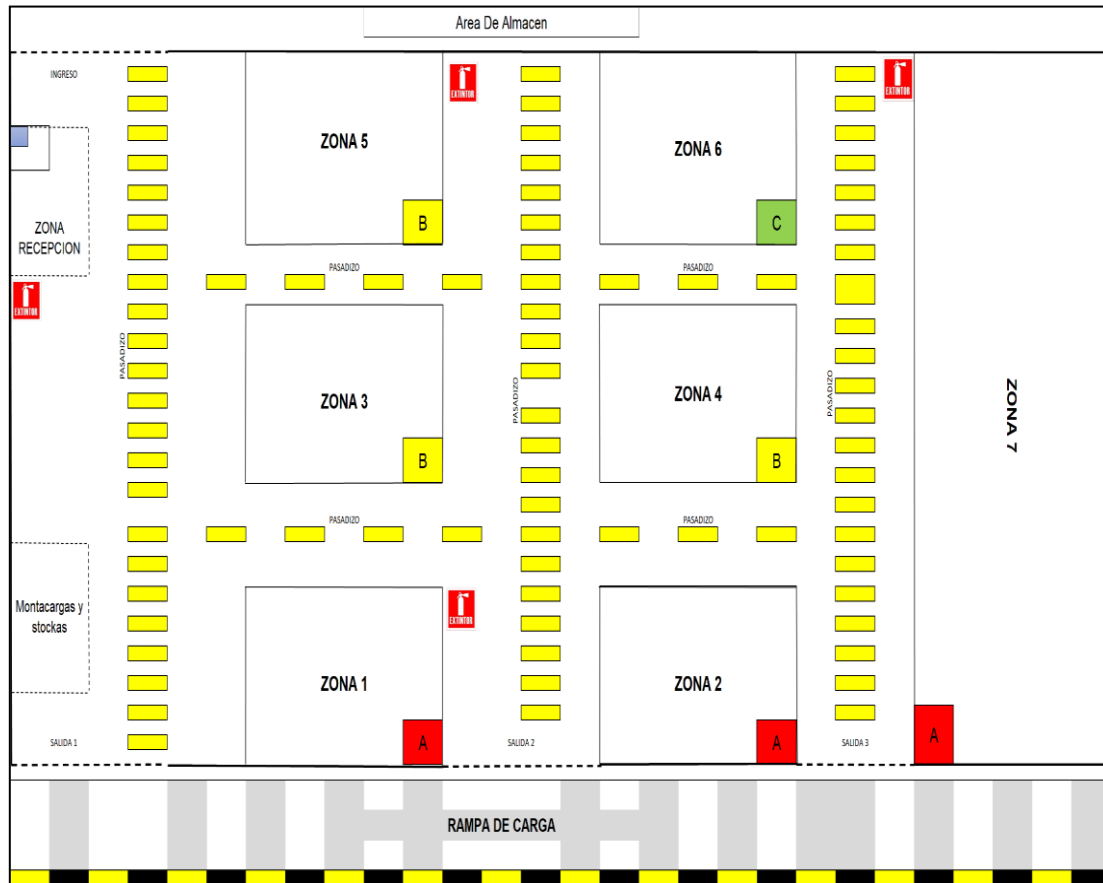 Area De Almacen
INGRESO
EXTINTOR
EXTINTOR
ZONA 5
ZONA 6
B
C
ZONA
RECEPCION
PASADIZO
PASADIZO
EXTINTOR
PASADIZO
ZONA 3
PASADIZO
ZONA 4
PASADIZO
ZONA 7
B
B
PASADIZO
PASADIZO
Montacargas y
stockas
EXTINTOR
ZONA 1
ZONA 2
A
A
A
SALIDA 1
SALIDA 2
SALIDA 3
RAMPA DE CARGA